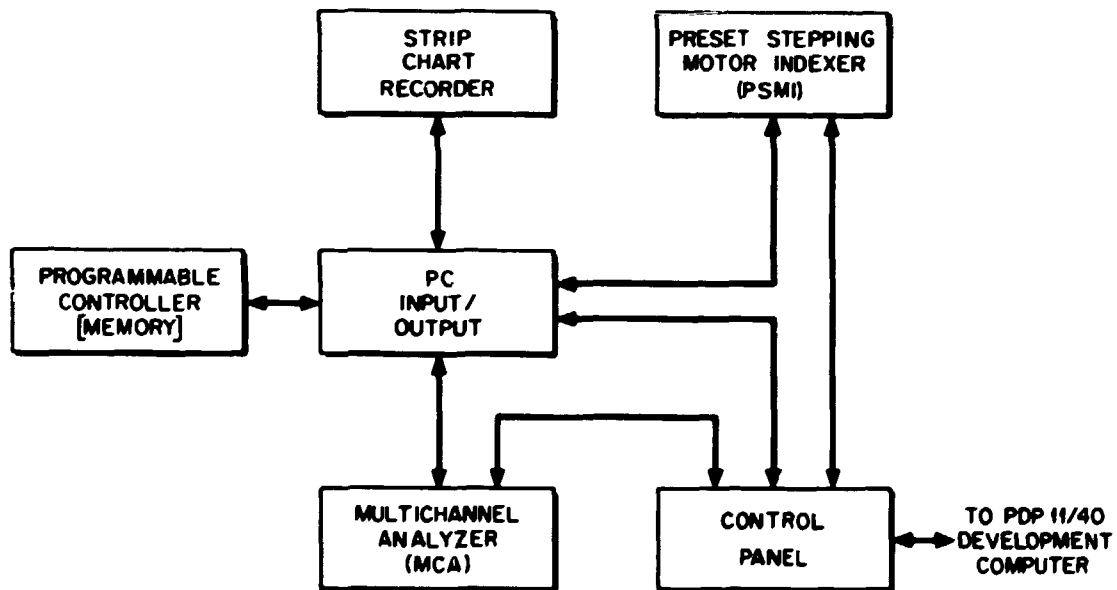 STRIP
CHART
RECORDER
PRESET STEPPING
MOTOR INDEXER
(PSMI)
PROGRAMMABLE
CONTROLLER
[MEMORY]
PC
INPUT/
OUTPUT
MULTICHANNEL
ANALYZER
(MCA)
CONTROL
PANEL
TO PDP 11/40
DEVELOPMENT
COMPUTER